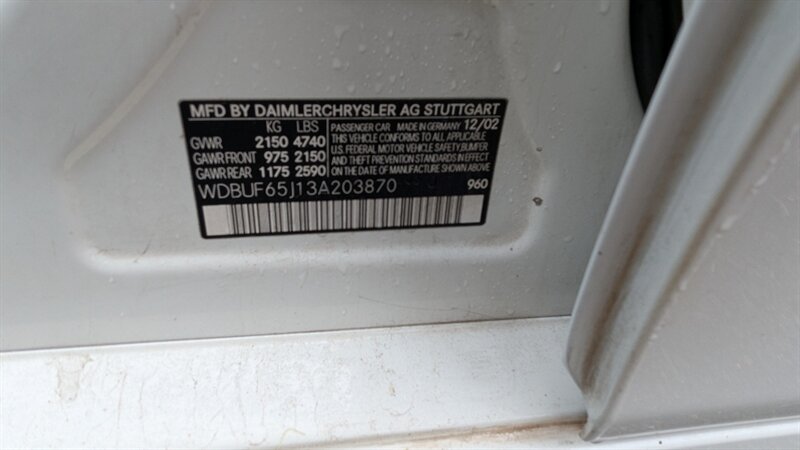 MFD BY DAIMLERCHRYSLER AG STUTTGART
KG LBS
GVWR 2150 4740
GAWR FRONT 975 2150
GAWR REAR 1175 2590
PASSENGER CAR MADE IN GERMANY 12/02
THIS VEHICLE CONFORMS TO ALL APPLICABLE
U.S. FEDERAL MOTOR VEHICLE SAFETY, BUMPER
AND THEFT PREVENTION STANDARDS IN EFFECT
ON THE DATE OF MANUFACTURE SHOWN ABOVE
WDBUF65J13A203870
960